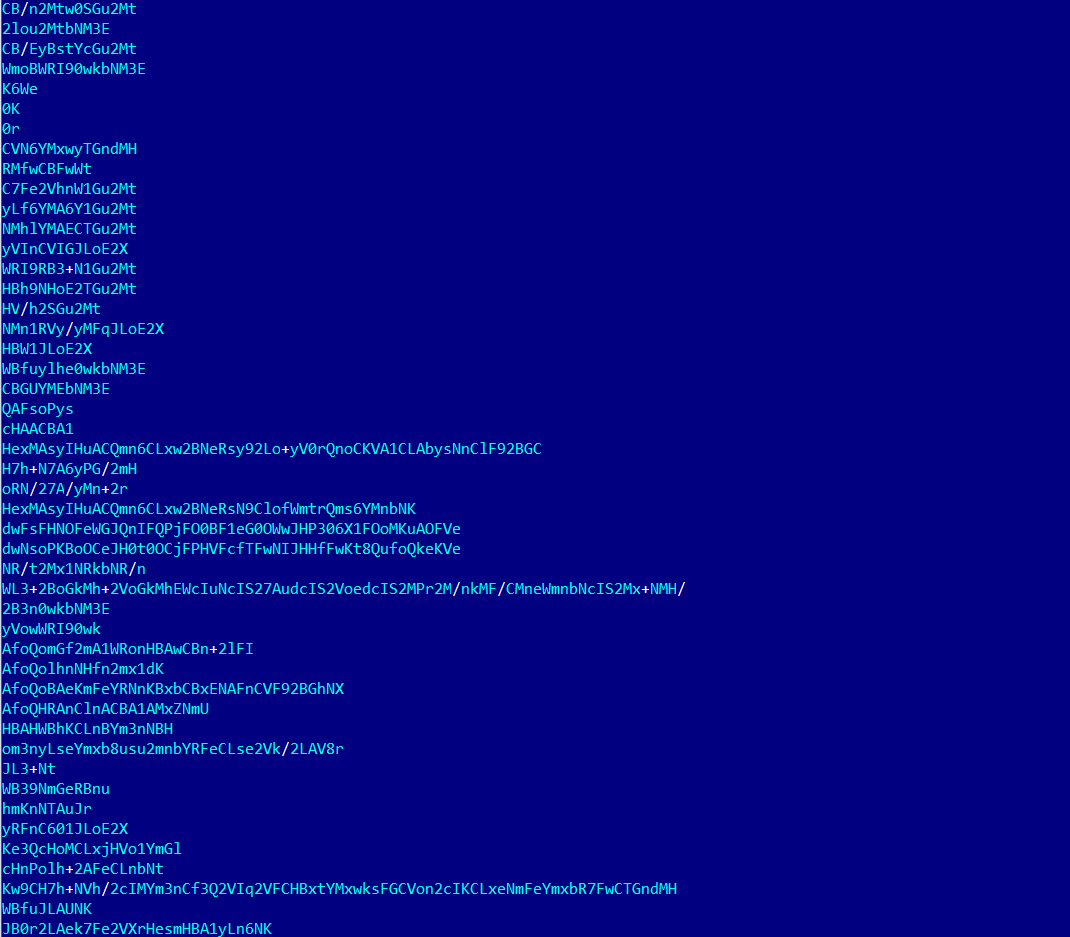 CB/n2Mtw0SGu2Mt
2lou2MtbNM3E
CB/EyBstYcGu2Mt
WmoBWRI90wkbNM3E
K6We
0K
0r
CVN6YMxwyTGndMH
RMfwCBFwWt
C7Fe2VhnW1Gu2Mt
yLf6YMA6Y1Gu2Mt
NMhlYMAECTGu2Mt
yVInCVIGJLoE2X
WRI9RB3+N1Gu2Mt
HBh9NHoE2TGu2Mt
HV/h2SGu2Mt
NMn1RVy/yMFqJLoE2X
HBW1JLoE2X
WBfuylhe0wkbNM3E
CBGUYMEbNM3E
QAFsoPys
cHAACBA1
HexMAsyIHuACQmn6CLxw2BNeRsy92Lo+yV0rQnoCKVA1CLAbysNnClF92BGC
H7h+N7A6yPG/2mH
oRN/27A/yMn+2r
HexMAsyIHuACQmn6CLxw2BNeRsN9ClofWmtrQms6YMnbNK
dwFsFHNOFeWGJQnIFQPjFO0BF1eG0OWwJHP306X1FOoMKuAOFVe
dwNsoPKBoOCeJH0t0OCjFPHVFcfTFwNIJHHfFwKt8QufoQkeKVe
NR/t2Mx1NRkbNR/n
WL3+2BoGkMh+2VoGkMhEWcIuNcIS27AudcIS2VoedcIS2MPr2M/nkMF/CMneWmnbNcIS2Mx+NMH/
2B3n0wkbNM3E
yVowWRI90wk
AfoQomGf2mA1WRonHBAwCBn+2lFI
AfoQolhnNHfn2mx1dK
AfoQoBAeKmFeYRNnKBxbCBxENAFnCVF92BGhNX
AfoQHRAnClnACBA1AMxZNmU
HBAHWBhKCLnBYm3nNBH
om3nyLseYmxb8usu2mnbYRFeCLse2Vk/2LAV8r
JL3+Nt
WB39NmGeRBnu
hmKnNTAuJr
yRFnC601JLoE2X
Ke3QcHoMCLxjHVo1YmGl
cHnPolh+2AFeCLnbNt
Kw9CH7h+NVh/2cIMYm3nCf3Q2VIq2VFCHBxtYMxwksFGCVon2cIKCLxeNmFeYmxbR7FwCTGndMH
WBfuJLAUNK
JB0r2LAek7Fe2VXrHesmHBA1yLn6NK